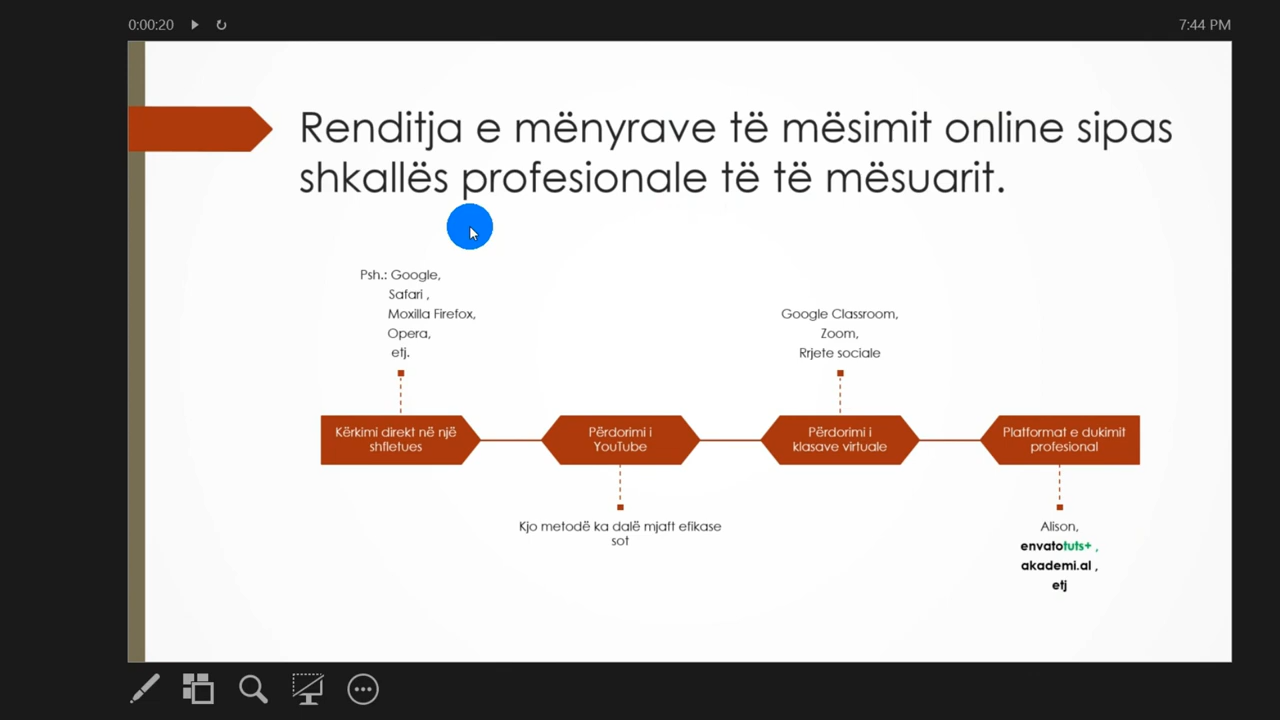 0:00:20
7:44 PM
Renditja e mënyrave të mësimit online sipas
shkallës profesionale të të mësuarit.
Psh.: Google,
Safari ,
Moxilla Firefox,
Opera,
etj.
Google Classroom,
Zoom,
Rrjete sociale
Kërkimi direkt në një
shfletues
Përdorimi i
YouTube
Përdorimi i
klasave virtuale
Platformat e dukimit
profesional
Kjo metodë ka dalë mjaft efikase
sot
Alison,
envatotuts+ ,
akademi.al ,
etj